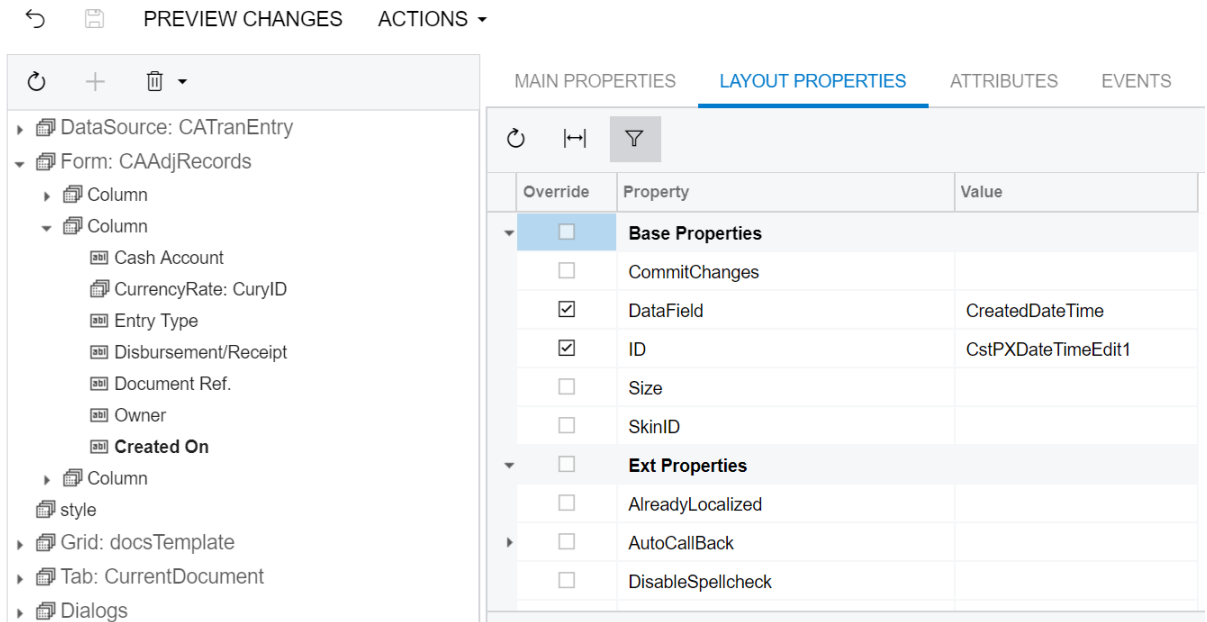 PREVIEW CHANGES ACTIONS
MAIN PROPERTIES LAYOUT PROPERTIES ATTRIBUTES EVENTS
DataSource: CATranEntry
Form: CAAdjRecords
Column
Column
Cash Account
CurrencyRate: CuryID
Entry Type
Disbursement/Receipt
Document Ref.
Owner
Created On
Column
style
Grid: docsTemplate
Tab: CurrentDocument
Dialogs
Override Property Value
Base Properties
CommitChanges
DataField CreatedDateTime
ID CstPXDateTimeEdit1
Size
SkinID
Ext Properties
AlreadyLocalized
AutoCallBack
DisableSpellcheck